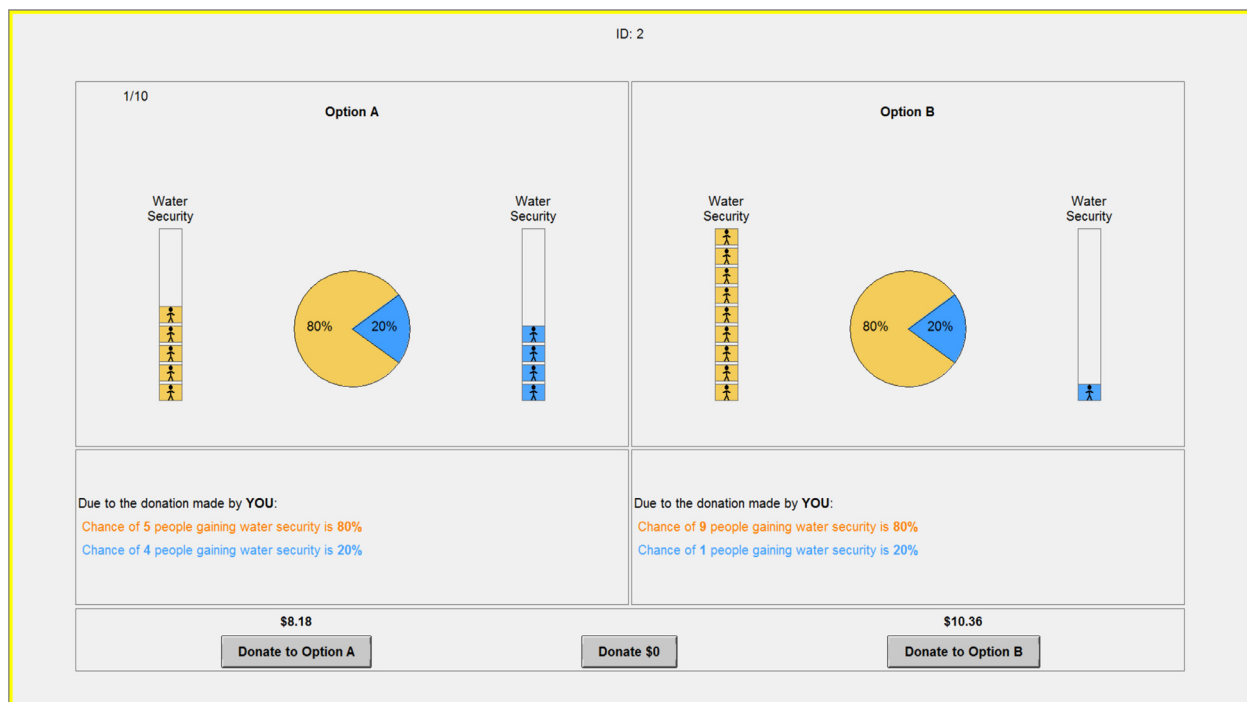 ID: 2
1/10
Option A
Water
Security
80%
20%
Water
Security
Option B
Water
Security
80%
20%
Water
Security
Due to the donation made by YOU:
Chance of 5 people gaining water security is 80%
Chance of 4 people gaining water security is 20%
Due to the donation made by YOU:
Chance of 9 people gaining water security is 80%
Chance of 1 people gaining water security is 20%
$8.18
Donate to Option A
Donate $0
$10.36
Donate to Option B